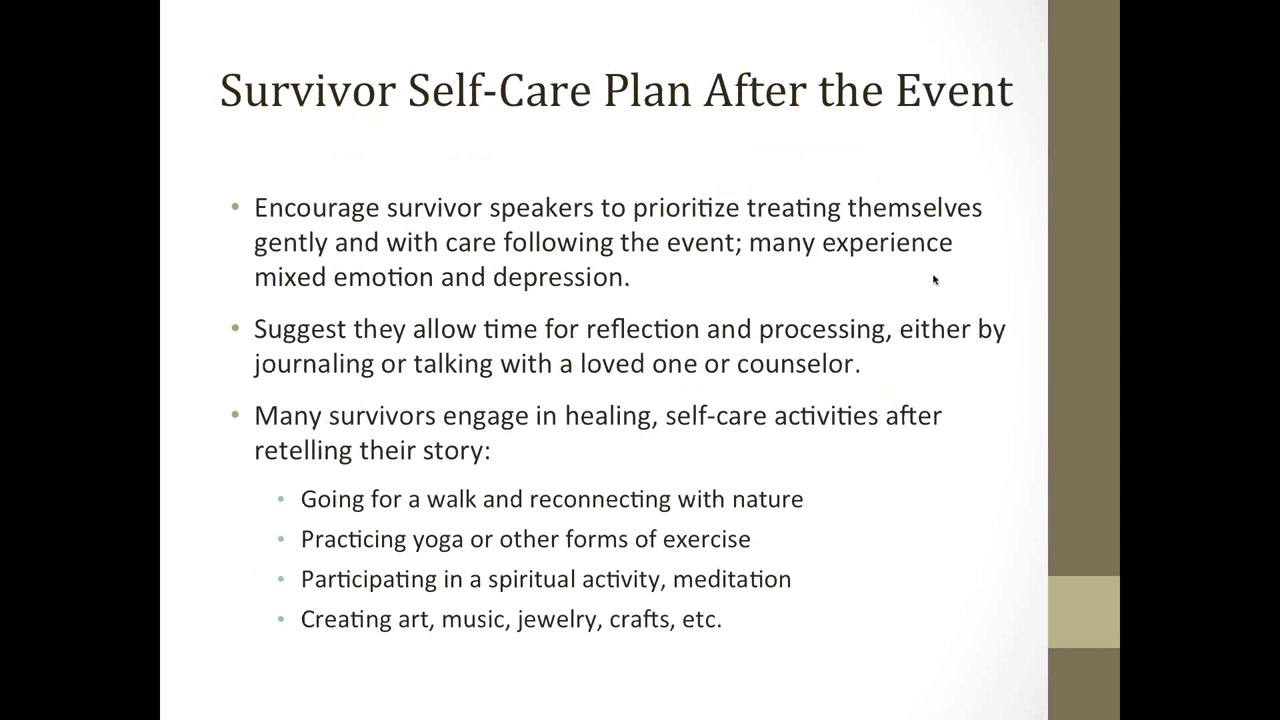 Survivor Self-Care Plan After the Event
• Encourage survivor speakers to prioritize treating themselves
gently and with care following the event; many experience
mixed emotion and depression.
• Suggest they allow time for reflection and processing, either by
journaling or talking with a loved one or counselor.
• Many survivors engage in healing, self-care activities after
retelling their story:
• Going for a walk and reconnecting with nature
• Practicing yoga or other forms of exercise
• Participating in a spiritual activity, meditation
• Creating art, music, jewelry, crafts, etc.